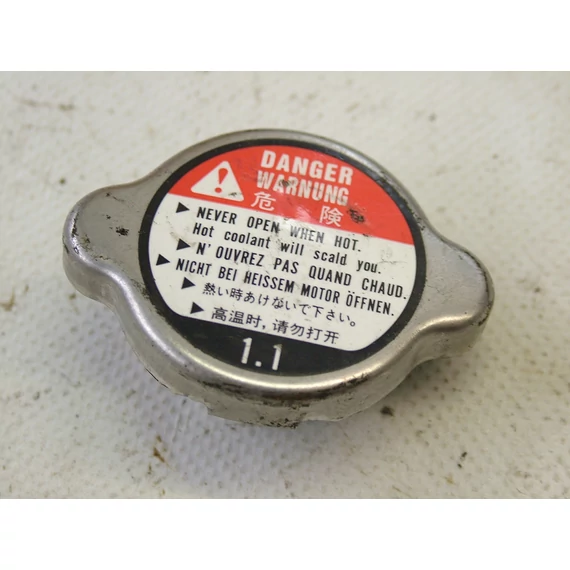 DANGER
WARNUNG
危険
▶ NEVER OPEN WHEN HOT.
Hot coolant will scald you.
▶ N'OUVREZ PAS QUAND CHAUD.
▶ NICHT BEI HEISSEM MOTOR ÖFFNEN.
▶ 熱い時あけないで下さい。
▶ 高温时,请勿打开
1.1